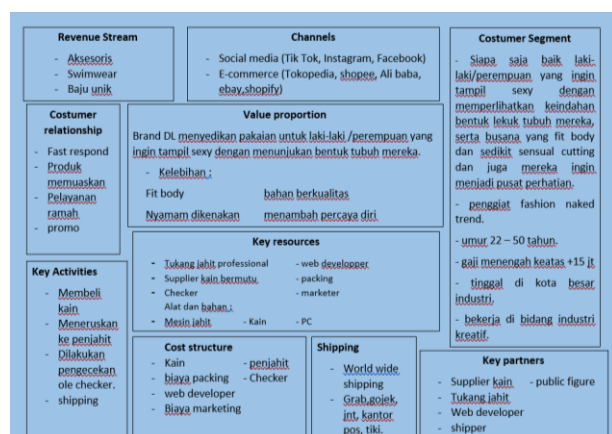 Revenue Stream
- Aksesoris
- Swimwear
- Baju unik
Channels
- Social media (Tik Tok, Instagram, Facebook)
- E-commerce (Tokopedia, shopee, Ali baba,
ebay,shopify)
Costumer Segment
- Siapa saja baik laki-
laki/perempuan yang ingin
tampil sexy dengan
memperlihatkan keindahan
bentuk lekuk tubuh mereka,
serta busana yang fit body
dan sedikit sensual cutting
dan juga mereka ingin
menjadi pusat perhatian.
- penggiat fashion naked
trend.
- umur 22 – 50 tahun.
- gaji menengah keatas +15 jt
- tinggal di kota besar
industri.
- bekerja di bidang industri
kreatif.
Costumer
relationship
- Fast respond
- Produk
memuaskan
- Pelayanan
ramah
- promo
Value proportion
Brand DL menyedikan pakaian untuk laki-laki /perempuan yang
ingin tampil sexy dengan menunjukan bentuk tubuh mereka.
- Kelebihan :
Fit body bahan berkualitas
Nyamam dikenakan menambah percaya diri
Key resources
- Tukang jahit professional - web developper
- Supplier kain bermutu - packing
- Checker - marketer
Alat dan bahan :
- Mesin jahit - Kain - PC
Key Activities
- Membeli
kain
- Meneruskan
ke penjahit
- Dilakukan
pengecekan
ole checker.
- shipping
Cost structure
- Kain - penjahit
- biaya packing - Checker
- web developer
- Biaya marketing
Shipping
- World wide
shipping
- Grab,gojek,
jnt, kantor
pos, tiki.
Key partners
- Supplier kain - public figure
- Tukang jahit
- Web developer
- shipper